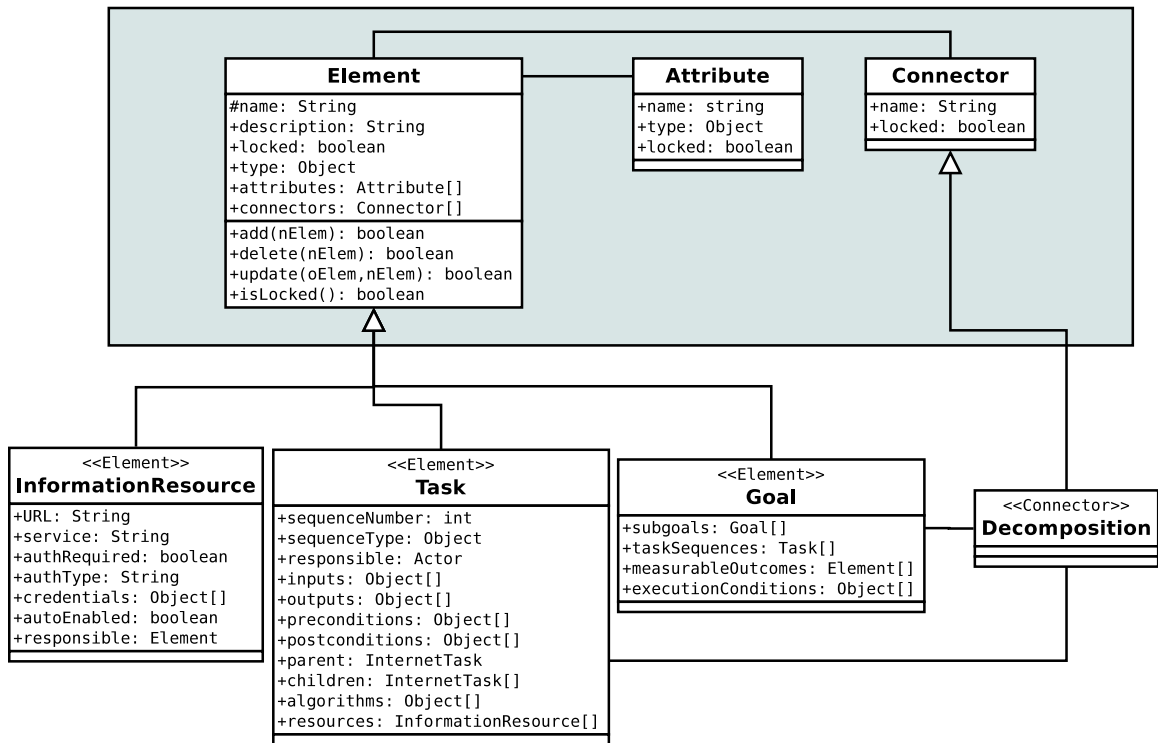 Element
#name: String
+description: String
+locked: boolean
+type: Object
+attributes: Attribute[]
+connectors: Connector[]
+add(nElem): boolean
+delete(nElem): boolean
+update(oElem,nElem): boolean
+isLocked(): boolean
Attribute
+name: string
+type: Object
+locked: boolean
Connector
+name: String
+locked: boolean
<<Element>>
InformationResource
+URL: String
+service: String
+authRequired: boolean
+authType: String
+credentials: Object[]
+autoEnabled: boolean
+responsible: Element
<<Element>>
Task
+sequenceNumber: int
+sequenceType: Object
+responsible: Actor
+inputs: Object[]
+outputs: Object[]
+preconditions: Object[]
+postconditions: Object[]
+parent: InternetTask
+children: InternetTask[]
+algorithms: Object[]
+resources: InformationResource[]
<<Element>>
Goal
+subgoals: Goal[]
+taskSequences: Task[]
+measurableOutcomes: Element[]
+executionConditions: Object[]
<<Connector>>
Decomposition